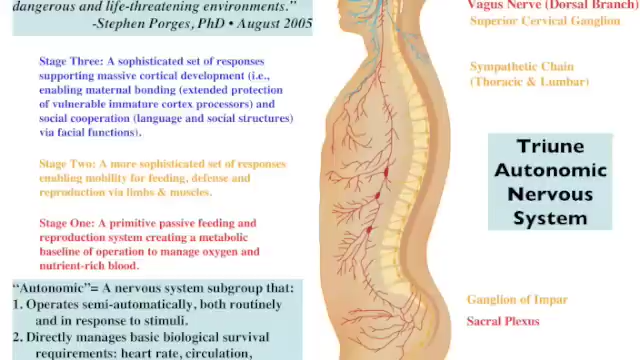 dangerous and life-threatening environments.”
-Stephen Porges, PhD • August 2005
Stage Three: A sophisticated set of responses
supporting massive cortical development (i.e.,
enabling maternal bonding (extended protection
of vulnerable immature cortex processors) and
social cooperation (language and social structures)
via facial functions).
Stage Two: A more sophisticated set of responses
enabling mobility for feeding, defense and
reproduction via limbs & muscles.
Stage One: A primitive passive feeding and
reproduction system creating a metabolic
baseline of operation to manage oxygen and
nutrient-rich blood.
“Autonomic”= A nervous system subgroup that:
1. Operates semi-automatically, both routinely
and in response to stimuli.
2. Directly manages basic biological survival
requirements: heart rate, circulation,
Vagus Nerve (Dorsal Branch)
Superior Cervical Ganglion
Sympathetic Chain
(Thoracic & Lumbar)
Triune
Autonomic
Nervous
System
Ganglion of Impar
Sacral Plexus